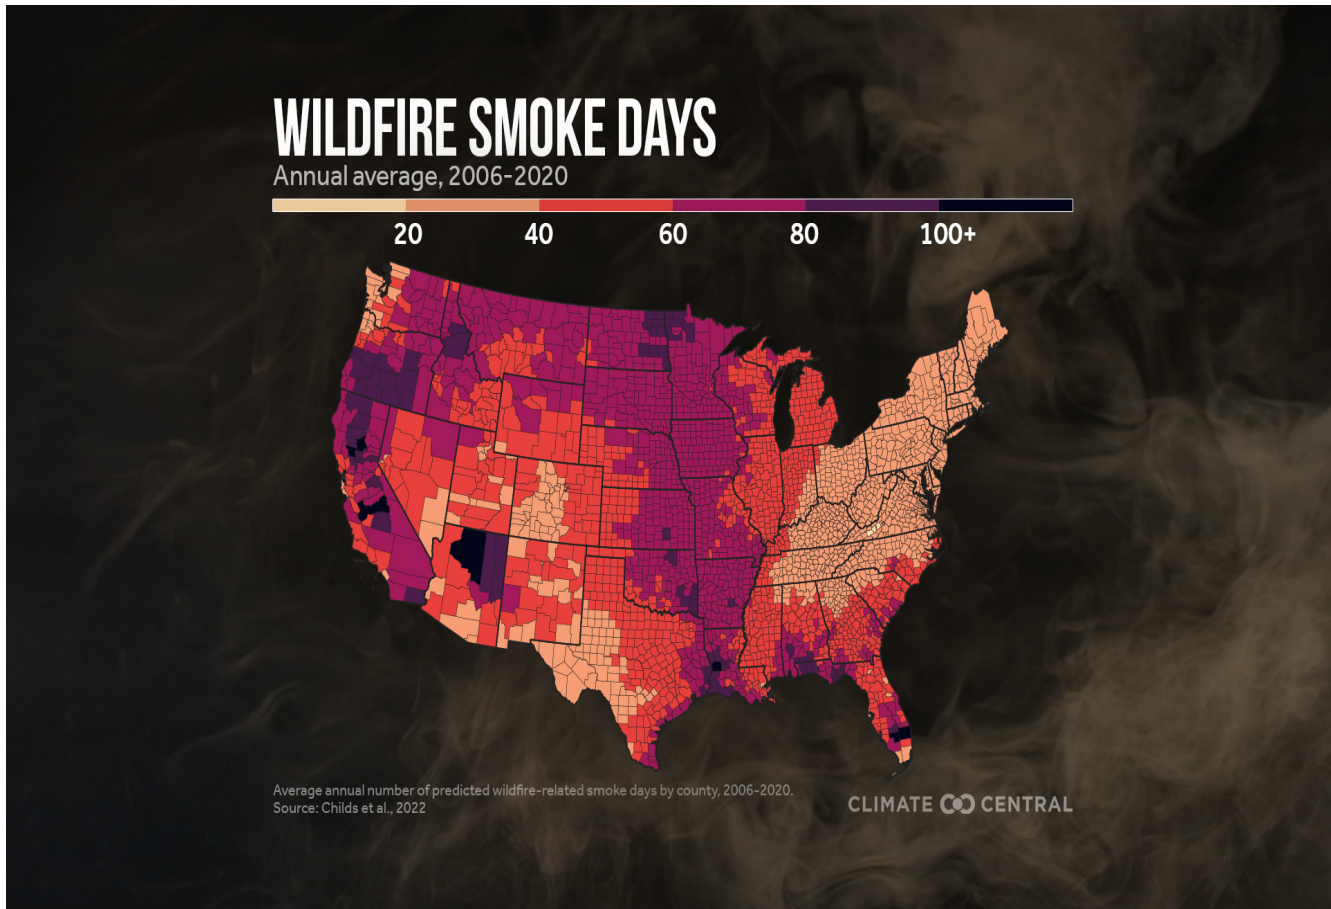 WILDFIRE SMOKE DAYS
Annual average, 2006-2020
20 40 60 80 100+
Average annual number of predicted wildfire-related smoke days by county, 2006-2020.
Source: Childs et al., 2022
CLIMATE CENTRAL